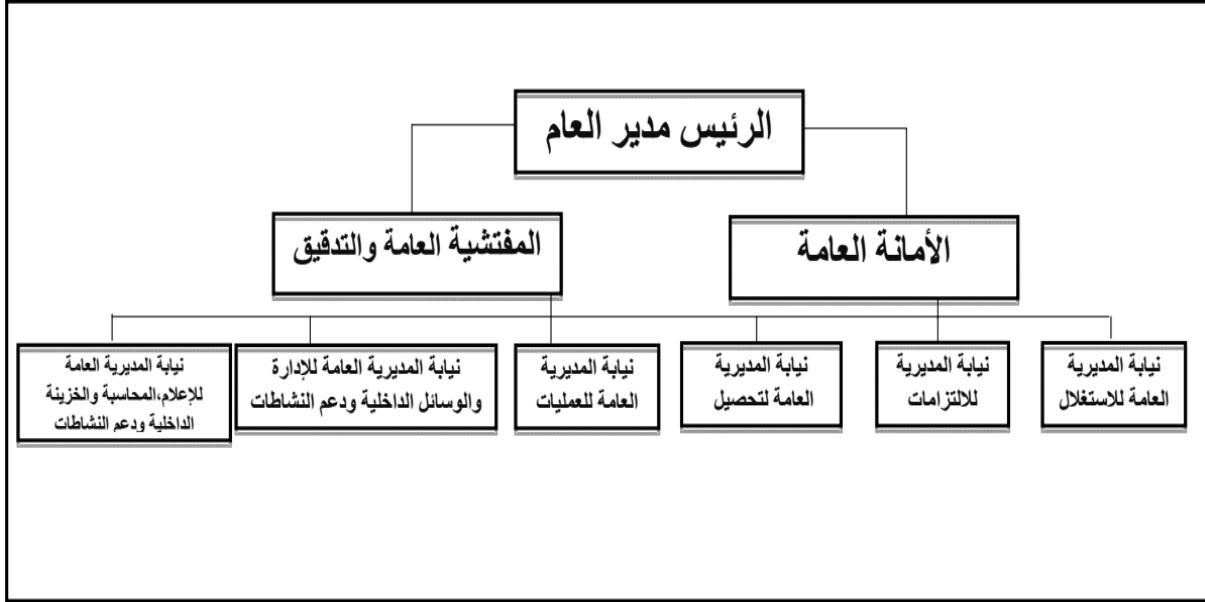 الرئيس مدير العام
الأمانة العامة
المفتشية العامة والتدقيق
نيابة المديرية
العامة للاستغلال
نيابة المديرية
للالتزامات
نيابة المديرية
العامة لتحصيل
نيابة المديرية
العامة للعمليات
نيابة المديرية العامة للإدارة
والوسائل الداخلية ودعم النشاطات
نيابة المديرية العامة
للإعلام،المحاسبة والخزينة
الداخلية ودعم النشاطات